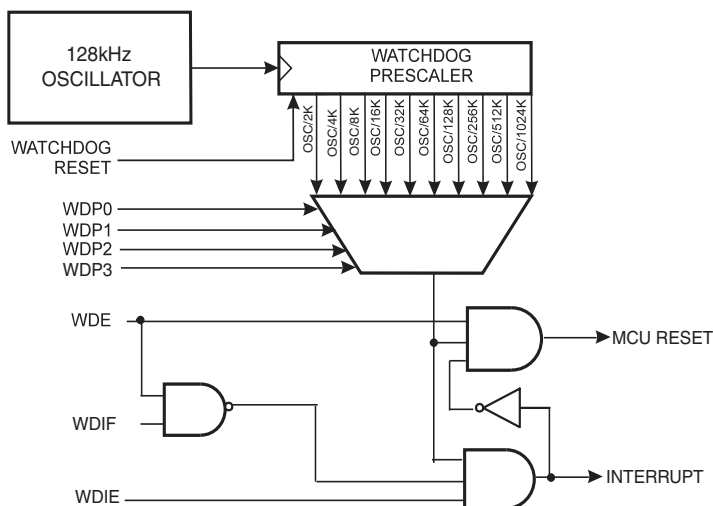 128kHz
OSCILLATOR
WATCHDOG
PRESCALER
OSC/2K
OSC/4K
OSC/8K
OSC/16K
OSC/32K
OSC/64K
OSC/128K
OSC/256K
OSC/512K
OSC/1024K
WATCHDOG
RESET
WDP0
WDP1
WDP2
WDP3
WDE
MCU RESET
WDIF
INTERRUPT
WDIE